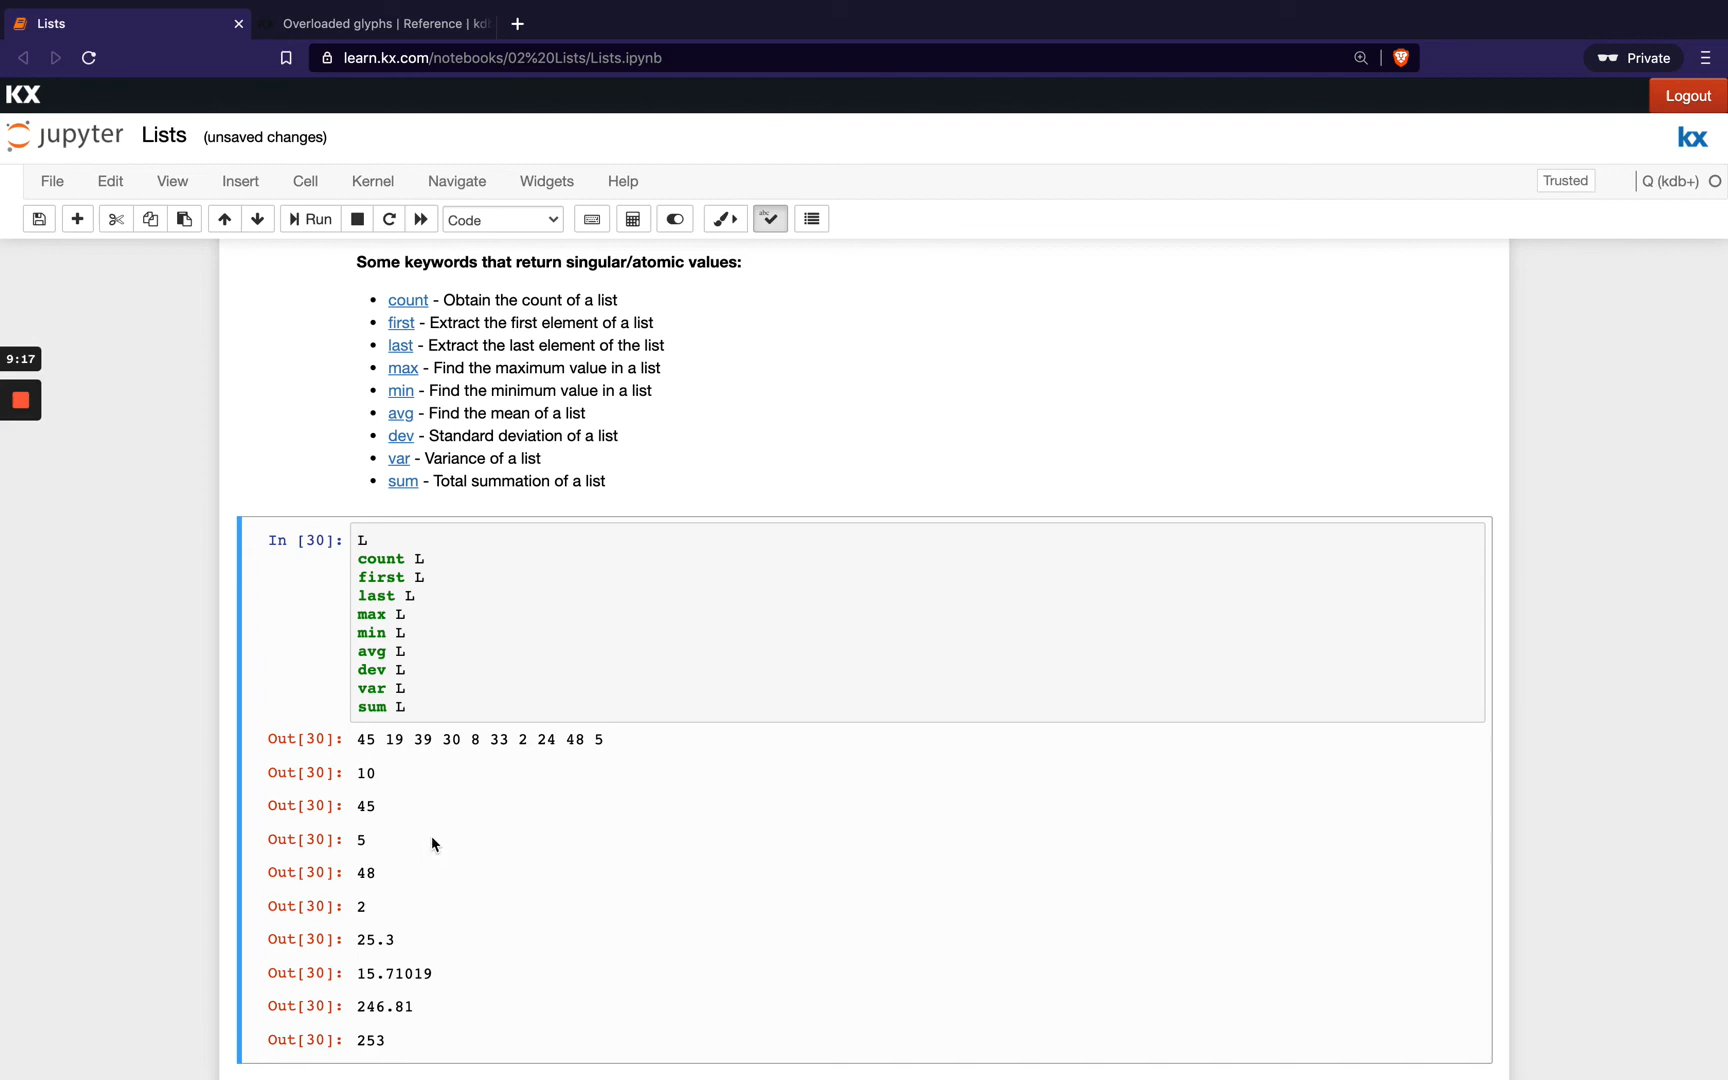 Lists
Overloaded glyphs | Reference | kd
learn.kx.com/notebooks/02%20Lists/Lists.ipynb
Private
KX
Logout
jupyter Lists (unsaved changes)
kx
File Edit View Insert Cell Kernel Navigate Widgets Help
Trusted
Q (kdb+)
Run
Code
abc
Some keywords that return singular/atomic values:
• count - Obtain the count of a list
• first - Extract the first element of a list
• last - Extract the last element of the list
• max - Find the maximum value in a list
• min - Find the minimum value in a list
• avg - Find the mean of a list
• dev - Standard deviation of a list
• var - Variance of a list
• sum - Total summation of a list
9:17
In [30]: L
count L
first L
last L
max L
min L
avg L
dev L
var L
sum L
Out[30]: 45 19 39 30 8 33 2 24 48 5
Out[30]: 10
Out[30]: 45
Out[30]: 5
Out[30]: 48
Out[30]: 2
Out[30]: 25.3
Out[30]: 15.71019
Out[30]: 246.81
Out[30]: 253